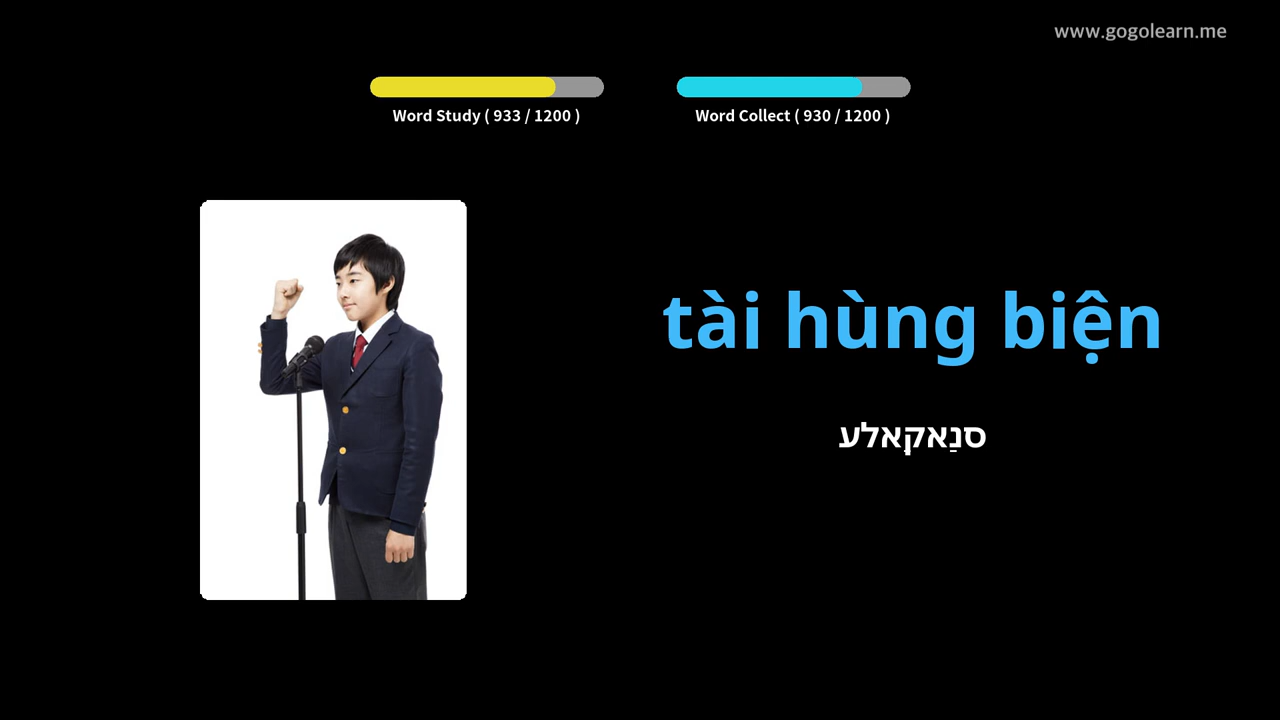 www.gogolearn.me
Word Study ( 933 / 1200 )
Word Collect ( 930 / 1200 )
tài hùng biện
סנַאקָאלע